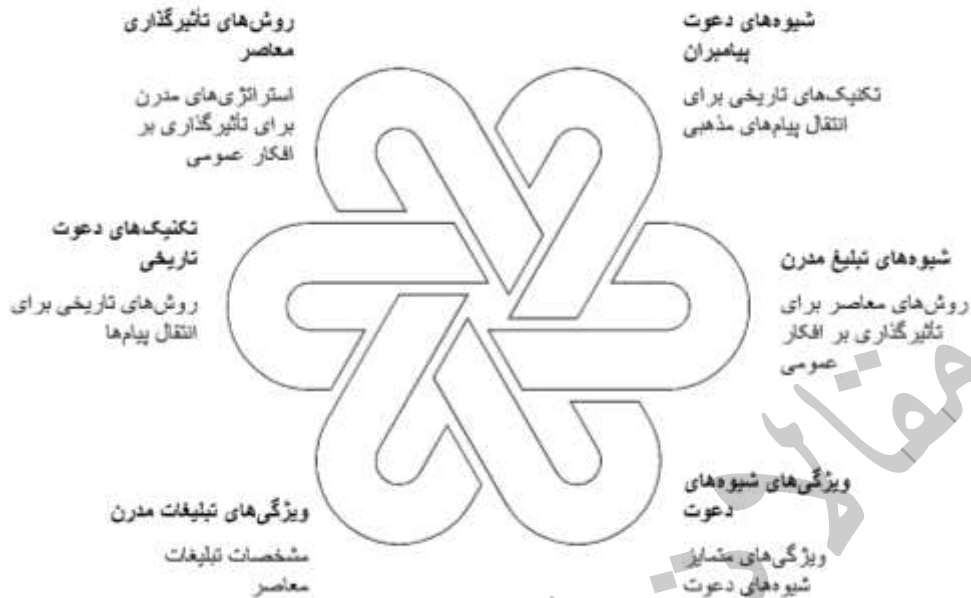 شیوه‌های دعوت
پیامبران
تکنیک‌های تاریخی برای
انتقال پیام‌های مذهبی
روش‌های تأثیرگذاری
معاصر
استراتژی‌های مدرن
برای تأثیرگذاری بر
افکار عمومی
شیوه‌های تبلیغ مدرن
روش‌های معاصر برای
تأثیرگذاری بر افکار
عمومی
تکنیک‌های دعوت
تاریخی
روش‌های تاریخی برای
انتقال پیام‌ها
ویژگی‌های شیوه‌های
دعوت
ویژگی‌های متمایز
شیوه‌های دعوت
ویژگی‌های تبلیغات مدرن
مشخصات تبلیغات
معاصر